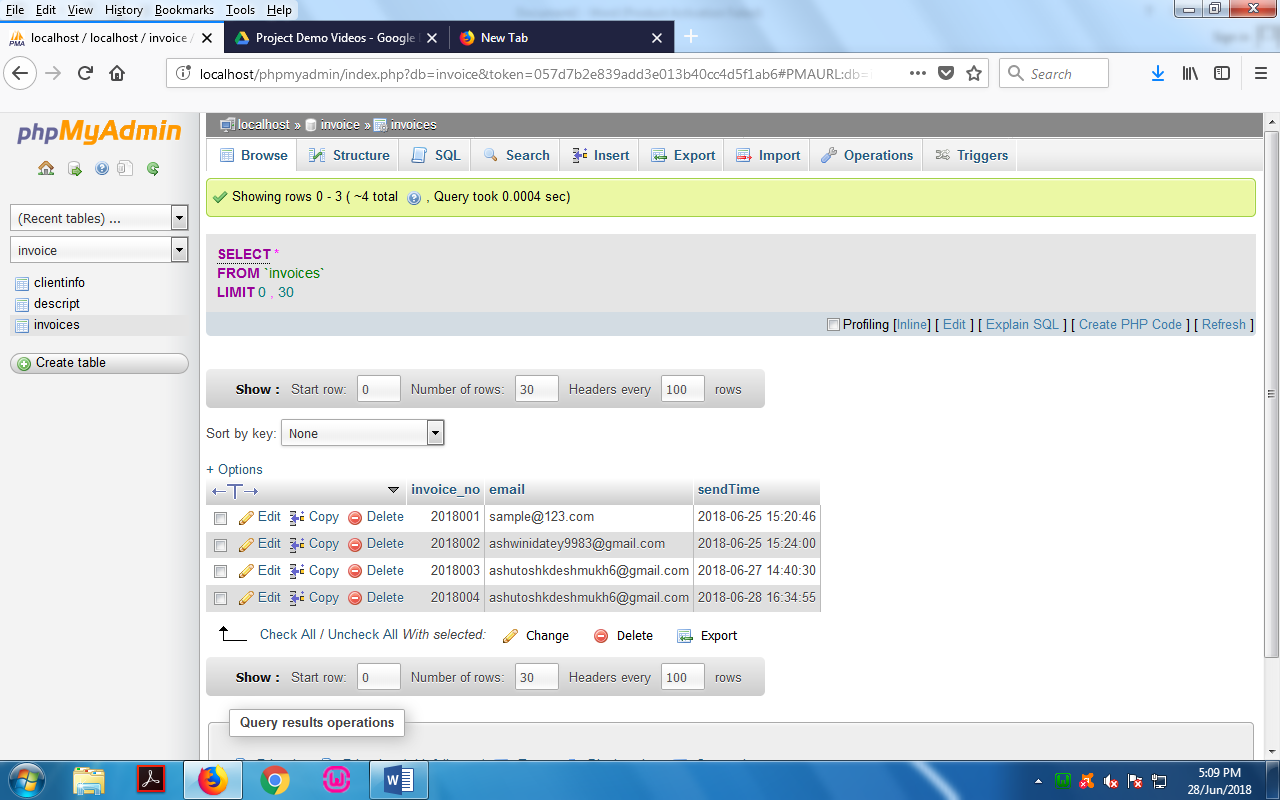 File Edit View History Bookmarks Tools Help
localhost / localhost / invoice /
Project Demo Videos - Google
New Tab
localhost/phpmyadmin/index.php?db=invoice&token=057d7b2e839add3e013b40cc4d5f1ab6#PMAURL:db=
Search
phpMyAdmin
(Recent tables) ...
invoice
clientinfo
descript
invoices
Create table
localhost » invoice » invoices
Browse Structure SQL Search Insert Export Import Operations Triggers
Showing rows 0 - 3 ( ~4 total , Query took 0.0004 sec)
SELECT *
FROM `invoices`
LIMIT 0 , 30
Profiling [Inline] [ Edit ] [ Explain SQL ] [ Create PHP Code ] [ Refresh ]
Show : Start row: 0 Number of rows: 30 Headers every 100 rows
Sort by key: None
+ Options
←T→ invoice_no email sendTime
Edit Copy Delete 2018001 sample@123.com 2018-06-25 15:20:46
Edit Copy Delete 2018002 ashwinidatey9983@gmail.com 2018-06-25 15:24:00
Edit Copy Delete 2018003 ashutoshkdeshmukh6@gmail.com 2018-06-27 14:40:30
Edit Copy Delete 2018004 ashutoshkdeshmukh6@gmail.com 2018-06-28 16:34:55
Check All / Uncheck All With selected: Change Delete Export
Show : Start row: 0 Number of rows: 30 Headers every 100 rows
Query results operations
5:09 PM
28/Jun/2018